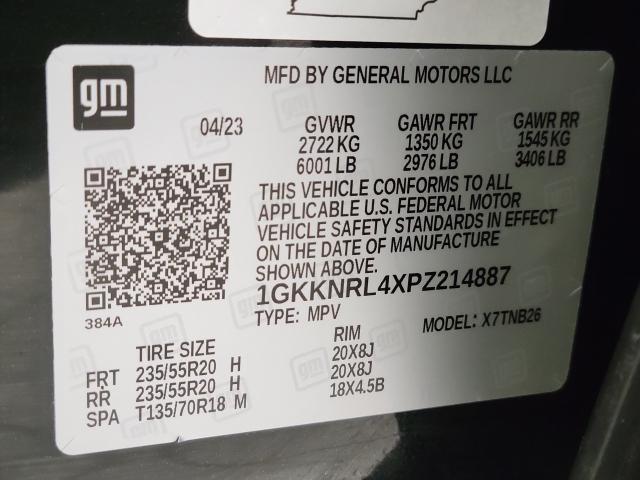 gm
MFD BY GENERAL MOTORS LLC
04/23 GVWR GAWR FRT GAWR RR
2722 KG 1350 KG 1545 KG
6001 LB 2976 LB 3406 LB
THIS VEHICLE CONFORMS TO ALL
APPLICABLE U.S. FEDERAL MOTOR
VEHICLE SAFETY STANDARDS IN EFFECT
ON THE DATE OF MANUFACTURE
SHOWN ABOVE.
1GKKNRL4XPZ214887
384A
TYPE: MPV MODEL: X7TNB26
TIRE SIZE RIM
FRT 235/55R20 H 20X8J
RR 235/55R20 H 20X8J
SPA T135/70R18 M 18X4.5B